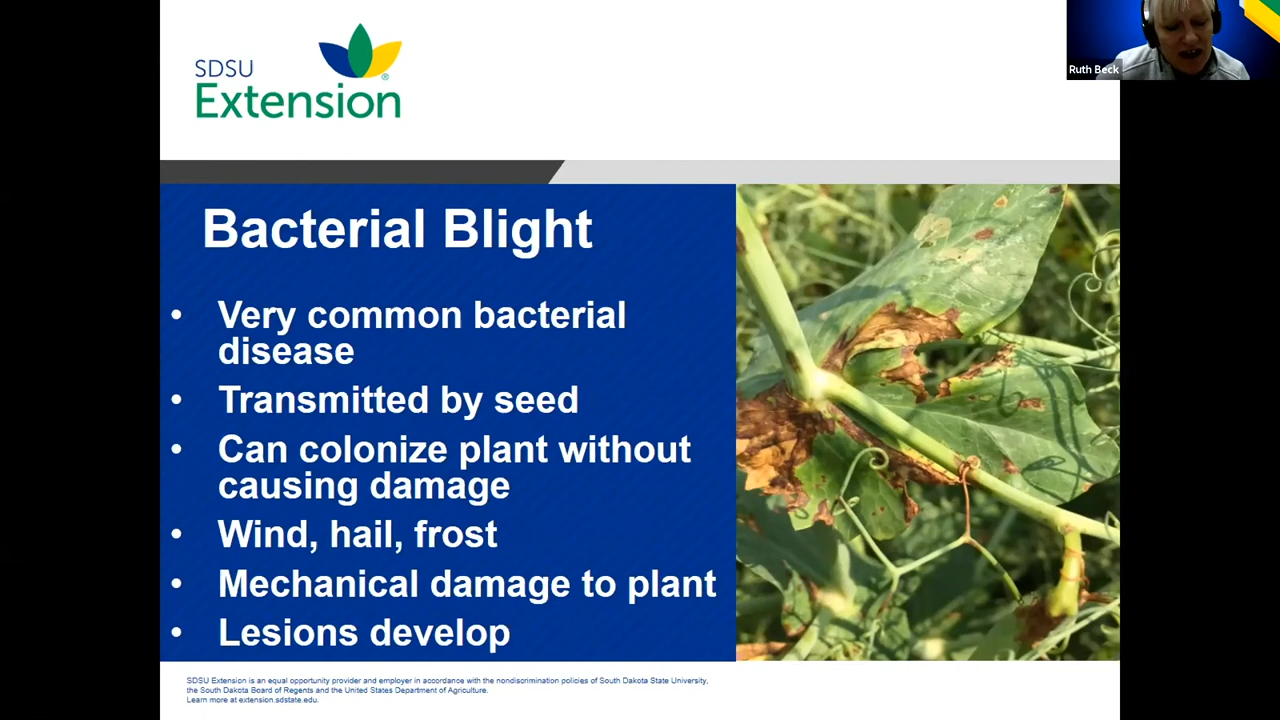 SDSU
Extension
Ruth Beck
Bacterial Blight
• Very common bacterial
disease
• Transmitted by seed
• Can colonize plant without
causing damage
• Wind, hail, frost
• Mechanical damage to plant
• Lesions develop
SDSU Extension is an equal opportunity provider and employer in accordance with the nondiscrimination policies of South Dakota State University,
the South Dakota Board of Regents and the United States Department of Agriculture.
Learn more at extension.sdstate.edu.